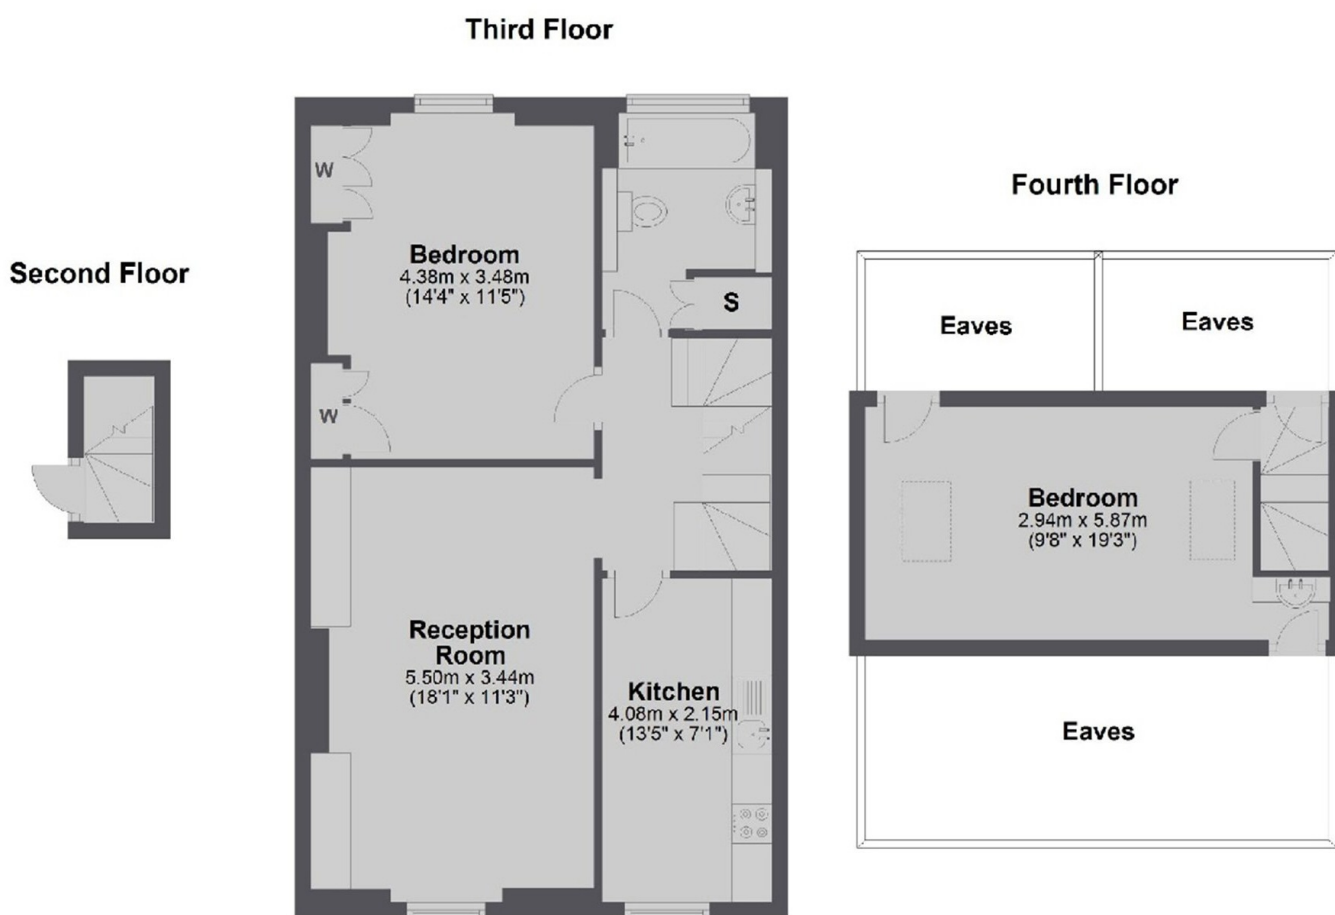 Third Floor
W
Bedroom
4.38m x 3.48m
(14'4" x 11'5")
S
W
Reception
Room
5.50m x 3.44m
(18'1" x 11'3")
Kitchen
4.08m x 2.15m
(13'5" x 7'1")
Second Floor
Fourth Floor
Eaves
Eaves
Bedroom
2.94m x 5.87m
(9'8" x 19'3")
Eaves